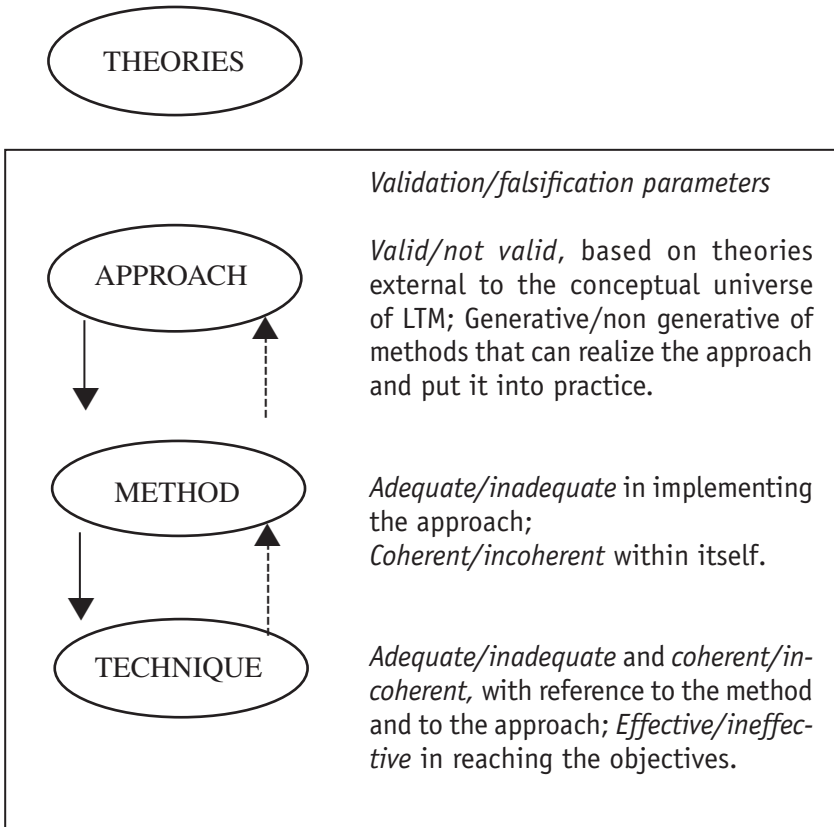 THEORIES
Validation/falsification parameters
APPROACH
Valid/not valid, based on theories
external to the conceptual universe
of LTM; Generative/non generative of
methods that can realize the approach
and put it into practice.
METHOD
Adequate/inadequate in implementing
the approach;
Coherent/incoherent within itself.
TECHNIQUE
Adequate/inadequate and coherent/in-
coherent, with reference to the method
and to the approach; Effective/ineffec-
tive in reaching the objectives.